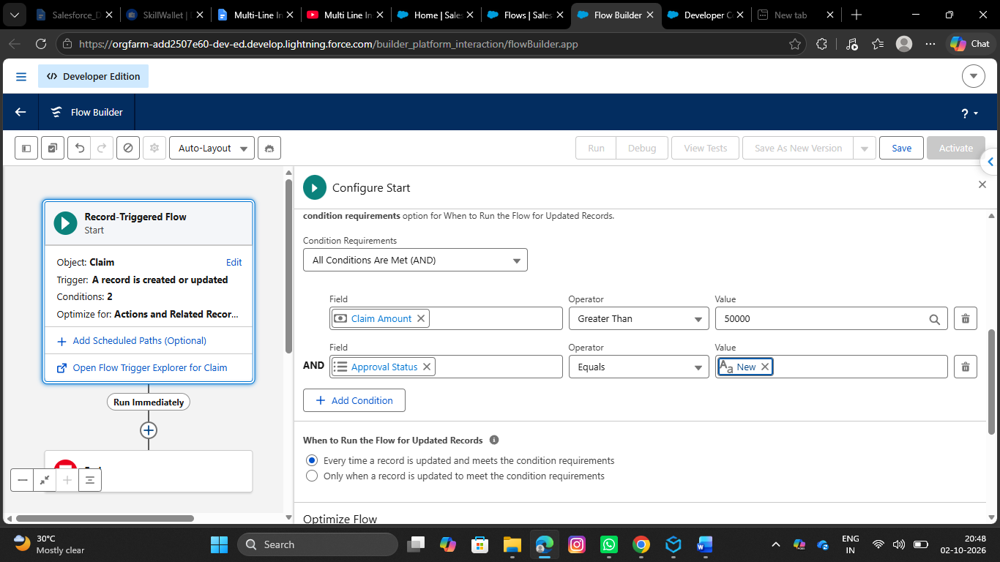 Salesforce_D
SkillWallet | D
Multi-Line In
Multi Line In
Home | Sales
Flows | Sales
Flow Builder
Developer Co
New tab
https://orgfarm-add2507e60-dev-ed.develop.lightning.force.com/builder_platform_interaction/flowBuilder.app
Chat
Developer Edition
Flow Builder
?
Auto-Layout
Run
Debug
View Tests
Save As New Version
Save
Activate
Record-Triggered Flow
Start
Object: Claim
Edit
Trigger: A record is created or updated
Conditions: 2
Optimize for: Actions and Related Recor...
Add Scheduled Paths (Optional)
Open Flow Trigger Explorer for Claim
Run Immediately
Configure Start
condition requirements option for When to Run the Flow for Updated Records.
Condition Requirements
All Conditions Are Met (AND)
Field
Operator
Value
Claim Amount
Greater Than
50000
Field
Operator
Value
AND
Approval Status
Equals
Aa New
Add Condition
When to Run the Flow for Updated Records
Every time a record is updated and meets the condition requirements
Only when a record is updated to meet the condition requirements
Optimize Flow
30°C
Mostly clear
Search
ENG
IN
20:48
02-10-2026